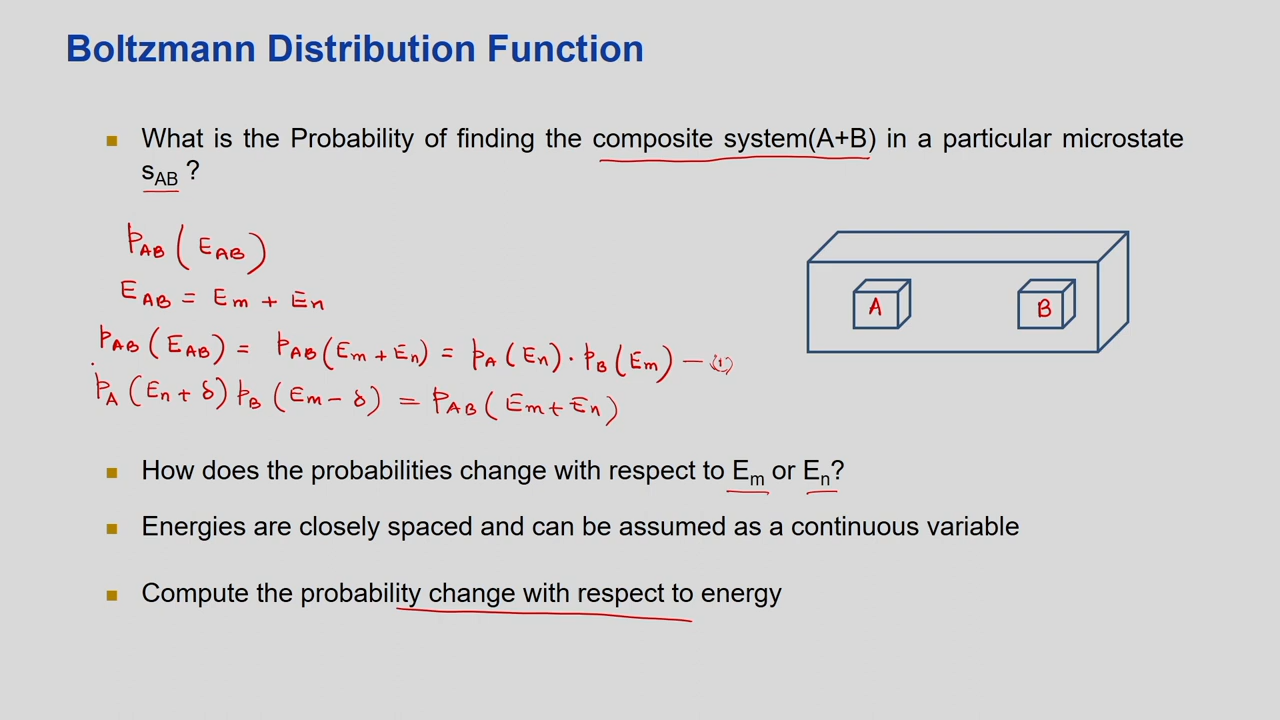 Boltzmann Distribution Function
What is the Probability of finding the composite system(A+B) in a particular microstate
s_AB ?
p_AB (E_AB)
E_AB = E_m + E_n
p_AB (E_AB) = p_AB (E_m + E_n) = p_A (E_n) · p_B (E_m) — (1)
p_A (E_n + δ) p_B (E_m − δ) = p_AB (E_m + E_n)
A
B
How does the probabilities change with respect to E_m or E_n?
Energies are closely spaced and can be assumed as a continuous variable
Compute the probability change with respect to energy